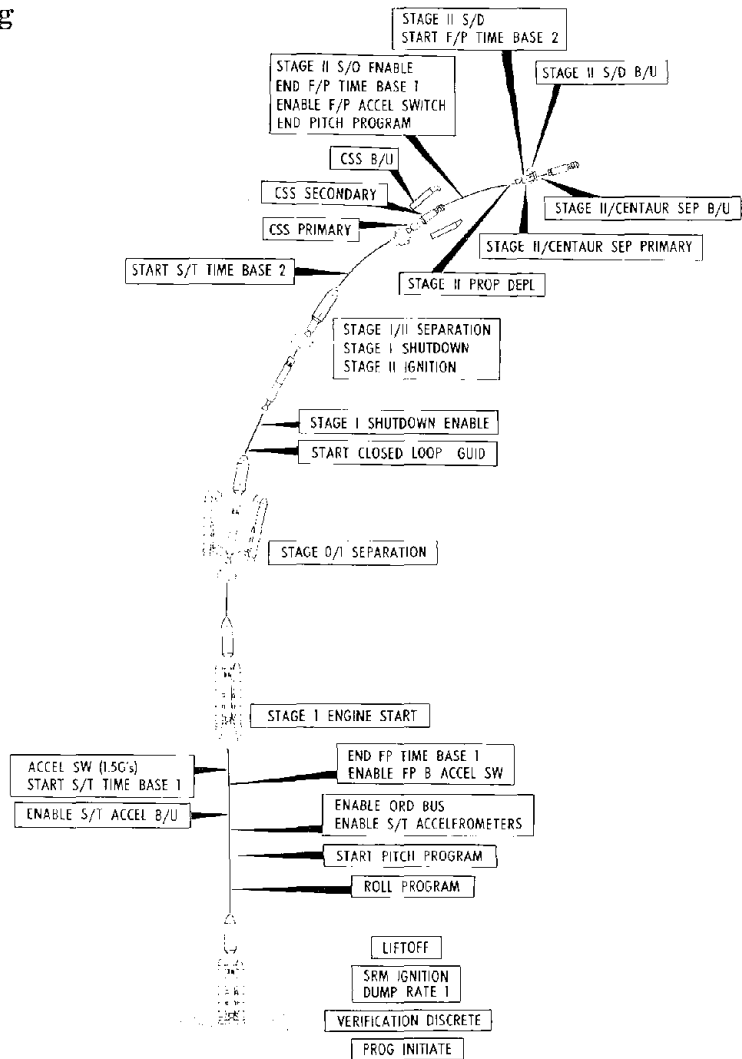 g
STAGE II S/D
START F/P TIME BASE 2
STAGE II S/O ENABLE
END F/P TIME BASE 1
ENABLE F/P ACCEL SWITCH
END PITCH PROGRAM
STAGE II S/D B/U
CSS B/U
CSS SECONDARY
CSS PRIMARY
STAGE II/CENTAUR SEP B/U
STAGE II/CENTAUR SEP PRIMARY
START S/T TIME BASE 2
STAGE II PROP DEPL
STAGE I/II SEPARATION
STAGE I SHUTDOWN
STAGE II IGNITION
STAGE I SHUTDOWN ENABLE
START CLOSED LOOP GUID
STAGE 0/I SEPARATION
STAGE 1 ENGINE START
ACCEL SW (1.5G's)
START S/T TIME BASE 1
END FP TIME BASE 1
ENABLE FP B ACCEL SW
ENABLE S/T ACCEL B/U
ENABLE ORD BUS
ENABLE S/T ACCELEROMETERS
START PITCH PROGRAM
ROLL PROGRAM
LIFTOFF
SRM IGNITION
DUMP RATE 1
VERIFICATION DISCRETE
PROG INITIATE